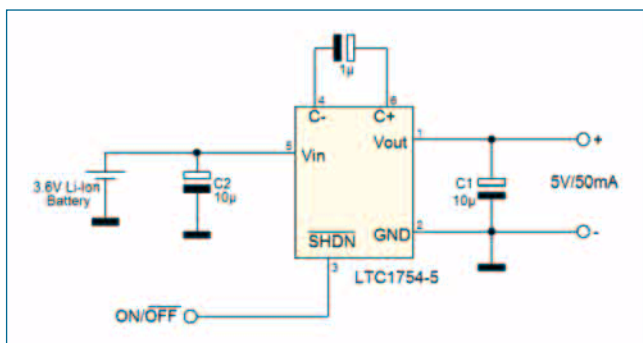 1µ
4
6
C-
C+
5
1
Vin
Vout
3.6V Li-Ion
Battery
C2
10µ
C1
10µ
+
5V/50mA
-
SHDN
GND
2
3
LTC1754-5
ON/OFF